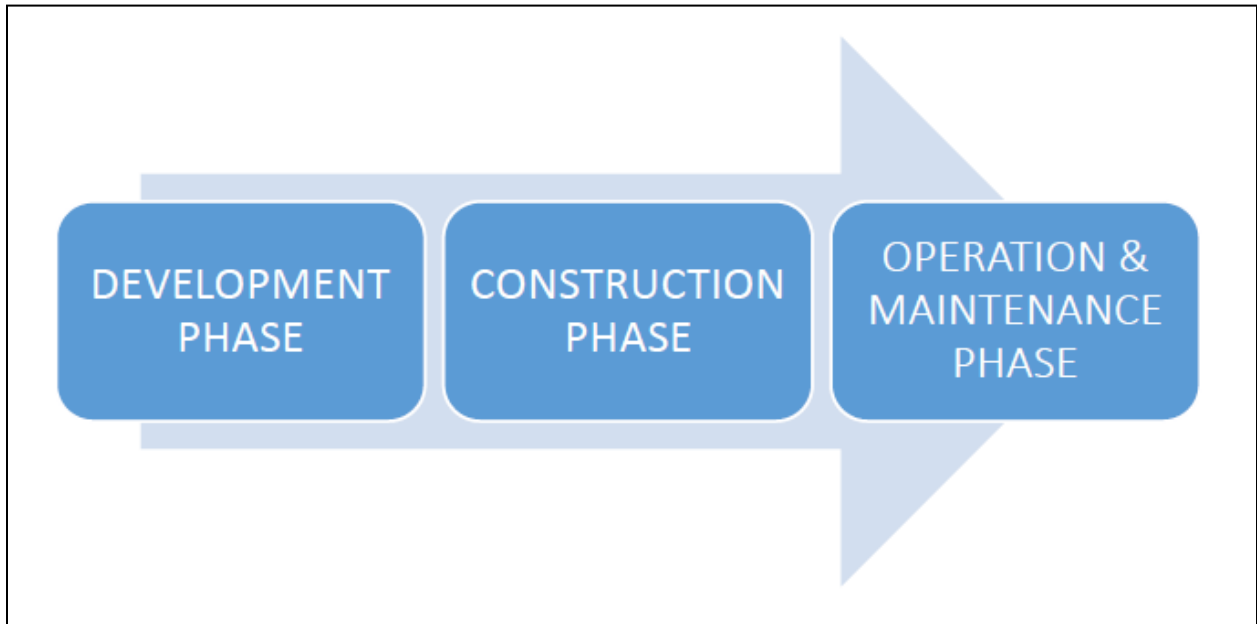 DEVELOPMENT
PHASE
CONSTRUCTION
PHASE
OPERATION &
MAINTENANCE
PHASE